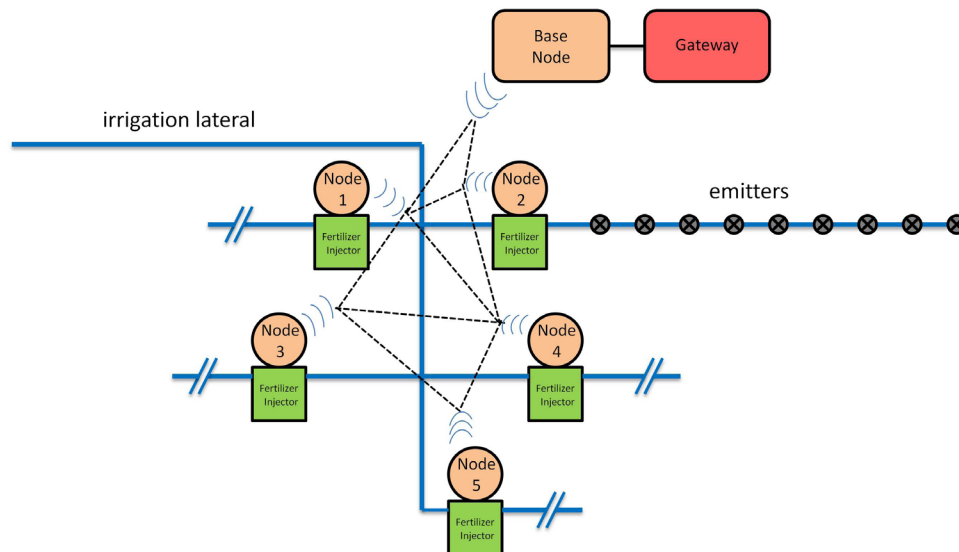 Base
Node
Gateway
irrigation lateral
Node
1
Node
2
emitters
Fertilizer
Injector
Fertilizer
Injector
Node
3
Node
4
Fertilizer
Injector
Fertilizer
Injector
Node
5
Fertilizer
Injector